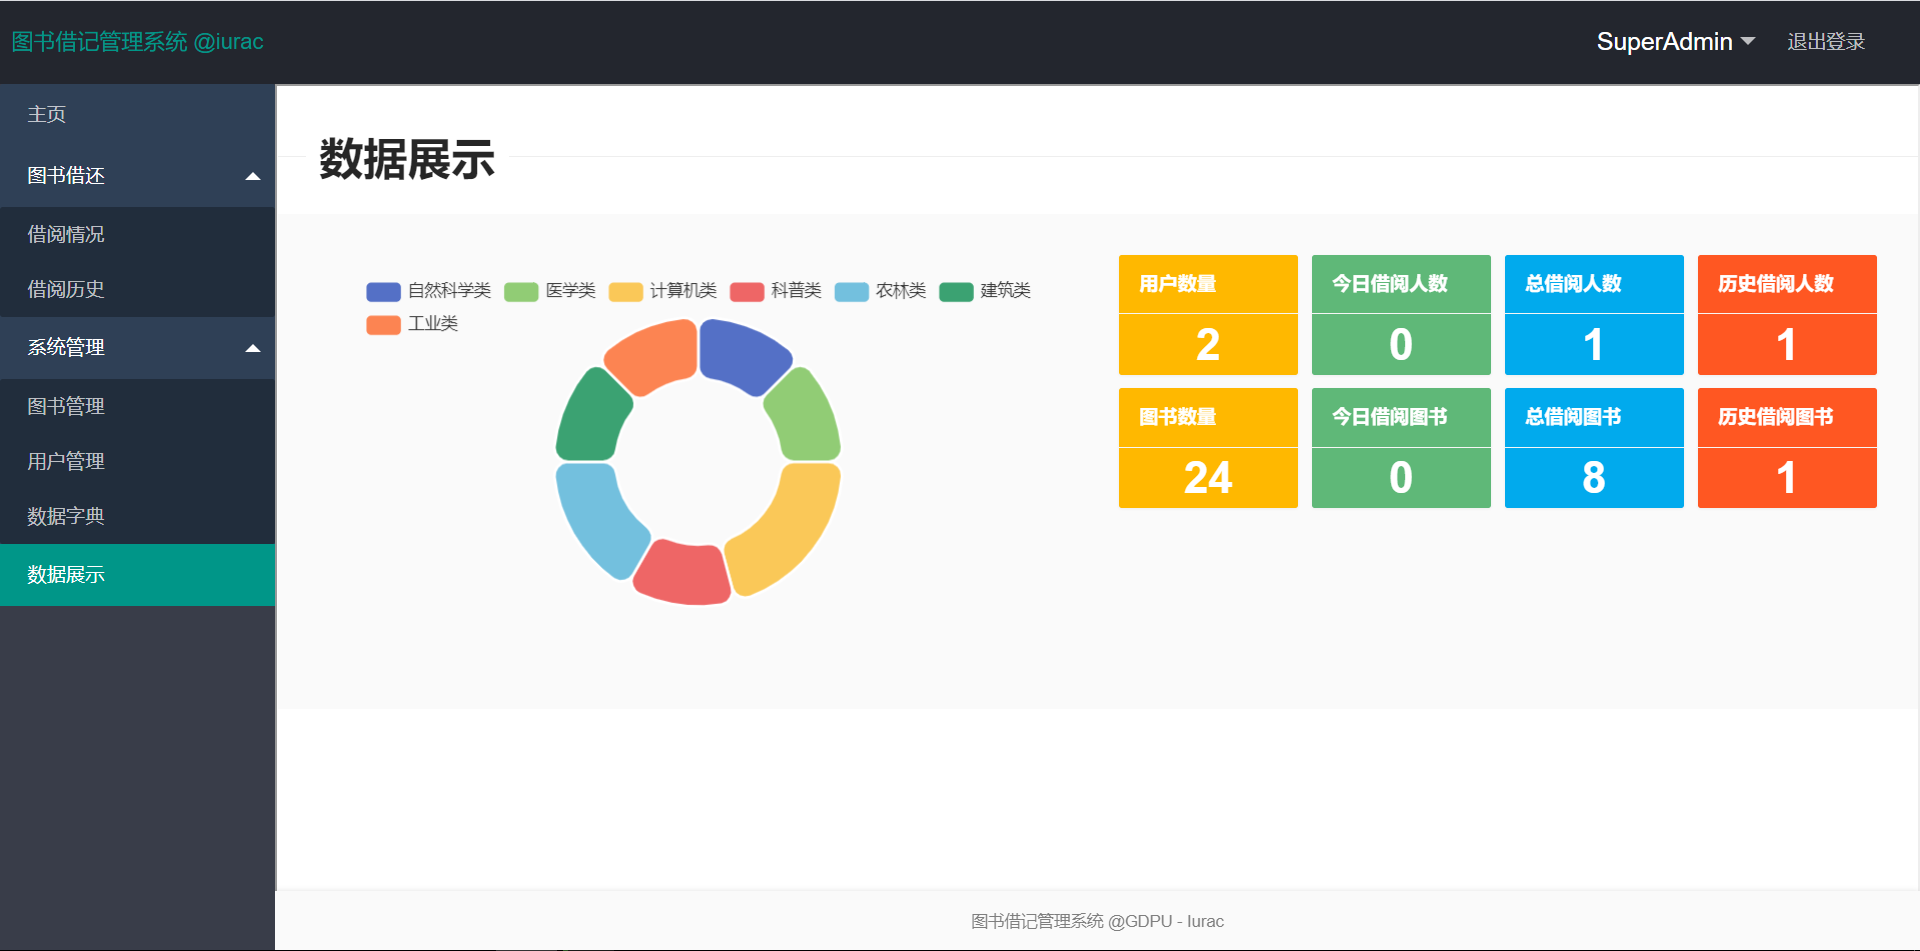 图书借记管理系统 @iurac
SuperAdmin
退出登录
主页
图书借还
借阅情况
借阅历史
系统管理
图书管理
用户管理
数据字典
数据展示
数据展示
自然科学类 医学类 计算机类 科普类 农林类 建筑类
工业类
用户数量
2
今日借阅人数
0
总借阅人数
1
历史借阅人数
1
图书数量
24
今日借阅图书
0
总借阅图书
8
历史借阅图书
1
图书借记管理系统 @GDPU - Iurac